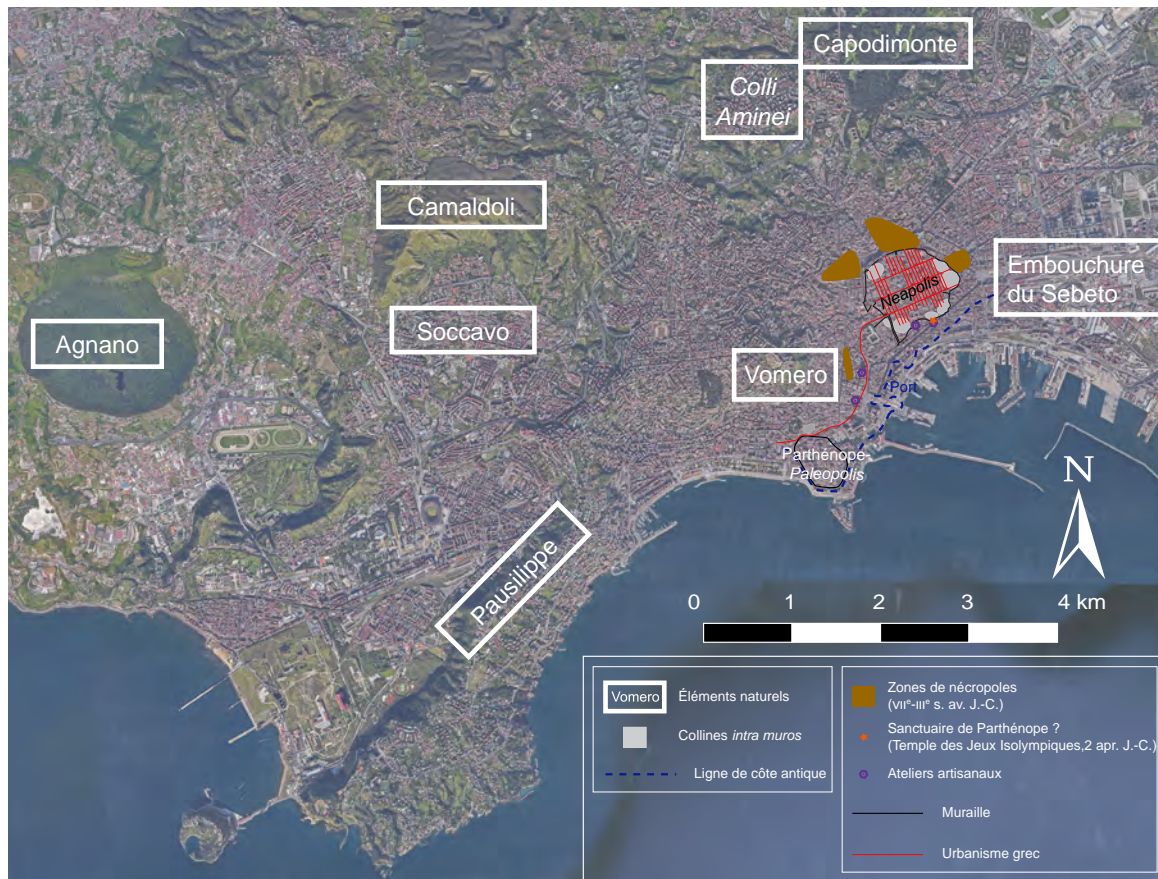 Capodimonte
Colli
Aminei
Camaldoli
Neapolis
Embouchure
du Sebeto
Agnano
Soccavo
Vomero
Port
Parthénope-
Paleopolis
N
Pausilippe
0 1 2 3 4 km
Vomero Éléments naturels
Collines intra muros
Ligne de côte antique
Zones de nécropoles
(VIIe-IIIe s. av. J.-C.)
Sanctuaire de Parthénope ?
(Temple des Jeux Isolympiques,2 apr. J.-C.)
Ateliers artisanaux
Muraille
Urbanisme grec